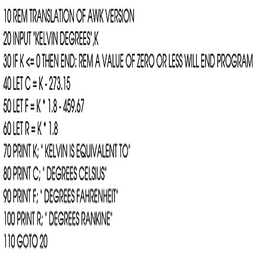 10 REM TRANSLATION OF AWK VERSION
20 INPUT "KELVIN DEGREES",K
30 IF K <= 0 THEN END: REM A VALUE OF ZERO OR LESS WILL END PROGRAM
40 LET C = K - 273.15
50 LET F = K * 1.8 - 459.67
60 LET R = K * 1.8
70 PRINT K; " KELVIN IS EQUIVALENT TO"
80 PRINT C; " DEGREES CELSIUS"
90 PRINT F; " DEGREES FAHRENHEIT"
100 PRINT R; " DEGREES RANKINE"
110 GOTO 20